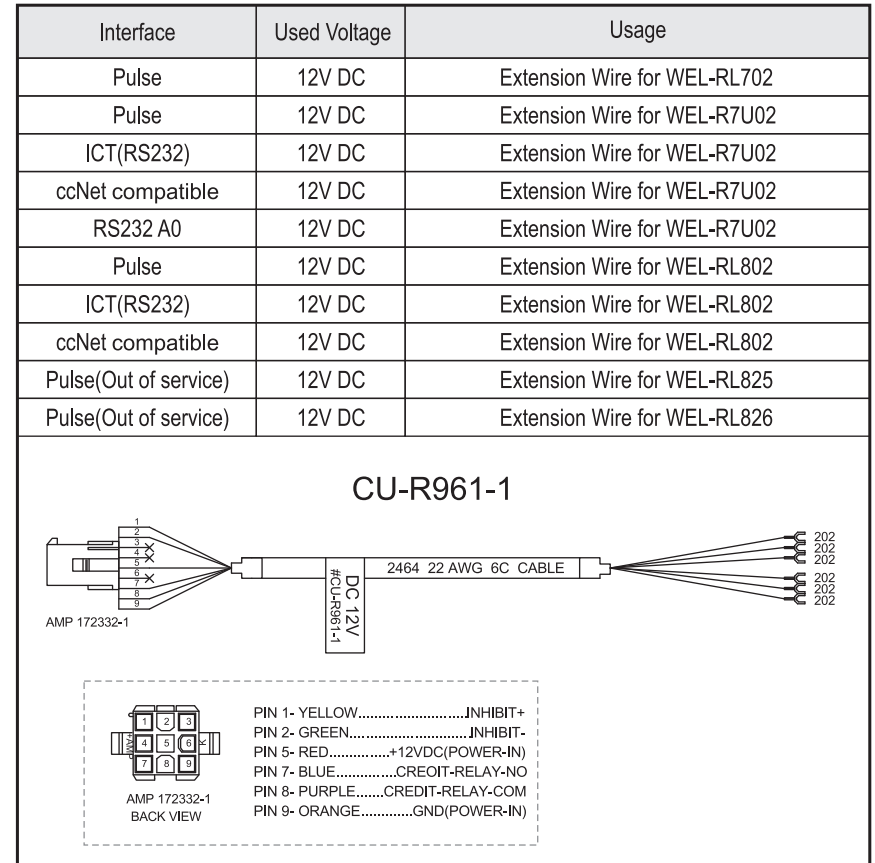 Interface Used Voltage Usage
Pulse 12V DC Extension Wire for WEL-RL702
Pulse 12V DC Extension Wire for WEL-R7U02
ICT(RS232) 12V DC Extension Wire for WEL-R7U02
ccNet compatible 12V DC Extension Wire for WEL-R7U02
RS232 A0 12V DC Extension Wire for WEL-R7U02
Pulse 12V DC Extension Wire for WEL-RL802
ICT(RS232) 12V DC Extension Wire for WEL-RL802
ccNet compatible 12V DC Extension Wire for WEL-RL802
Pulse(Out of service) 12V DC Extension Wire for WEL-RL825
Pulse(Out of service) 12V DC Extension Wire for WEL-RL826
CU-R961-1
1
2
3
4
5
6
7
8
9
AMP 172332-1
DC 12V
#CU-R961-1
2464 22 AWG 6C CABLE
202
202
202
202
202
202
1 2 3
4 5 6
7 8 9
AMP
K
AMP 172332-1
BACK VIEW
PIN 1- YELLOW..........................INHIBIT+
PIN 2- GREEN............................INHIBIT-
PIN 5- RED..............+12VDC(POWER-IN)
PIN 7- BLUE..............CREOIT-RELAY-NO
PIN 8- PURPLE......CREDIT-RELAY-COM
PIN 9- ORANGE............GND(POWER-IN)